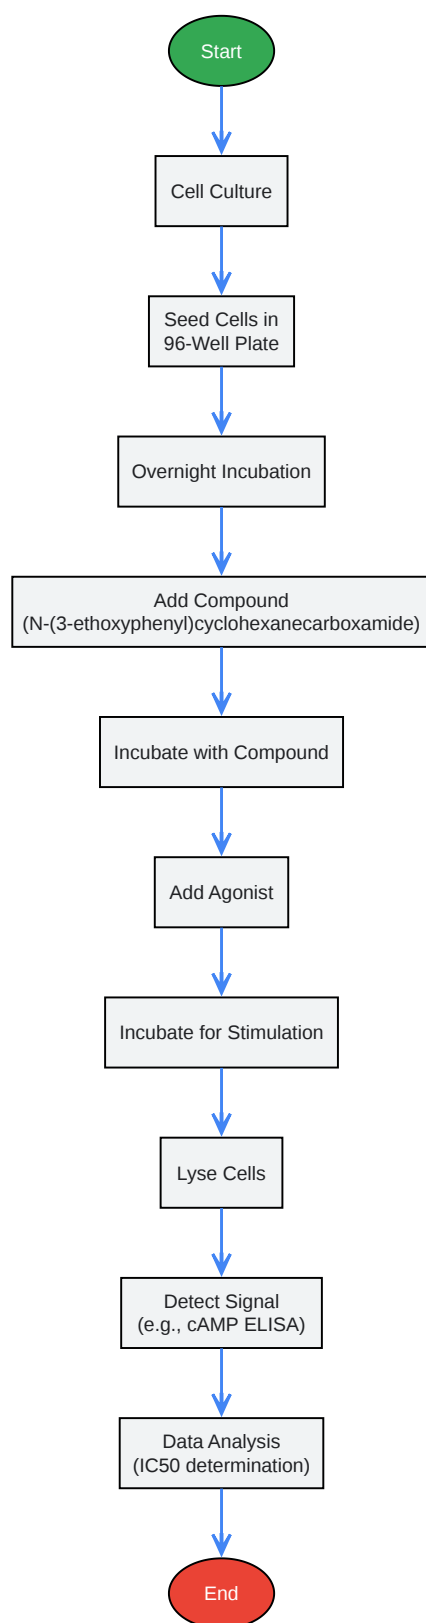 Start
Cell Culture
Seed Cells in
96-Well Plate
Overnight Incubation
Add Compound
(N-(3-ethoxyphenyl)cyclohexanecarboxamide)
Incubate with Compound
Add Agonist
Incubate for Stimulation
Lyse Cells
Detect Signal
(e.g., cAMP ELISA)
Data Analysis
(IC50 determination)
End